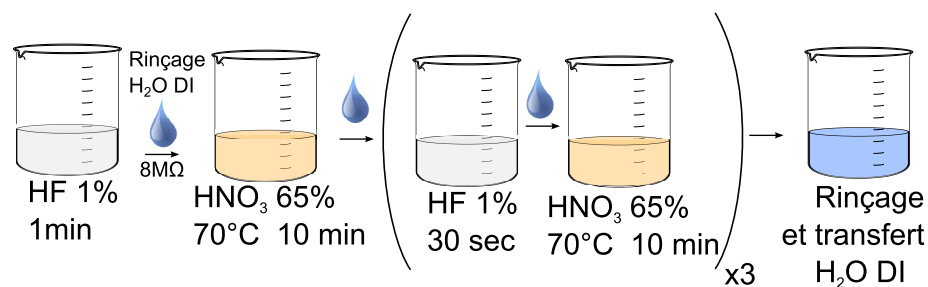 Rinçage
H₂O DI
8MΩ
HF 1%
1min
HNO₃ 65%
70°C 10 min
HF 1%
30 sec
HNO₃ 65%
70°C 10 min
x3
Rinçage
et transfert
H₂O DI